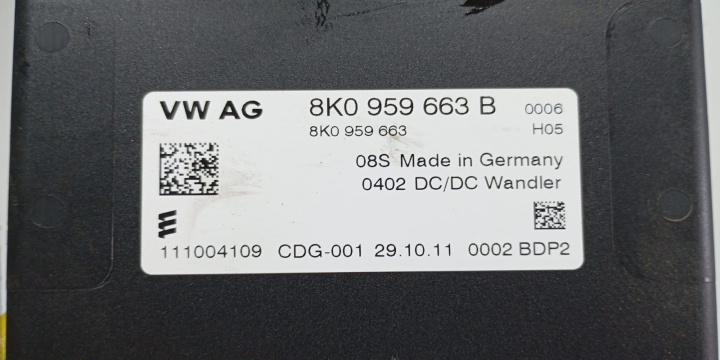 VW AG 8K0 959 663 B 0006
8K0 959 663 H05
08S Made in Germany
0402 DC/DC Wandler
111004109 CDG-001 29.10.11 0002 BDP2